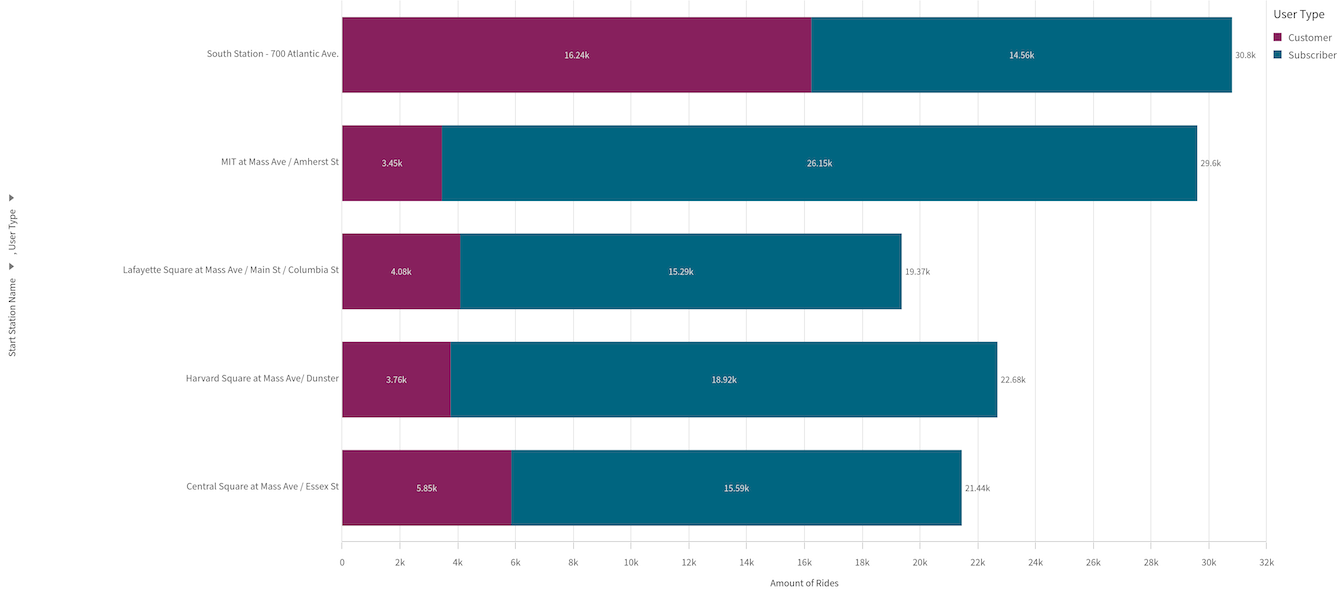 User Type
Customer
Subscriber
South Station - 700 Atlantic Ave.
16.24k
14.56k
30.8k
MIT at Mass Ave / Amherst St
3.45k
26.15k
29.6k
Lafayette Square at Mass Ave / Main St / Columbia St
4.08k
15.29k
19.37k
Harvard Square at Mass Ave/ Dunster
3.76k
18.92k
22.68k
Central Square at Mass Ave / Essex St
5.85k
15.59k
21.44k
Start Station Name , User Type
0 2k 4k 6k 8k 10k 12k 14k 16k 18k 20k 22k 24k 26k 28k 30k 32k
Amount of Rides